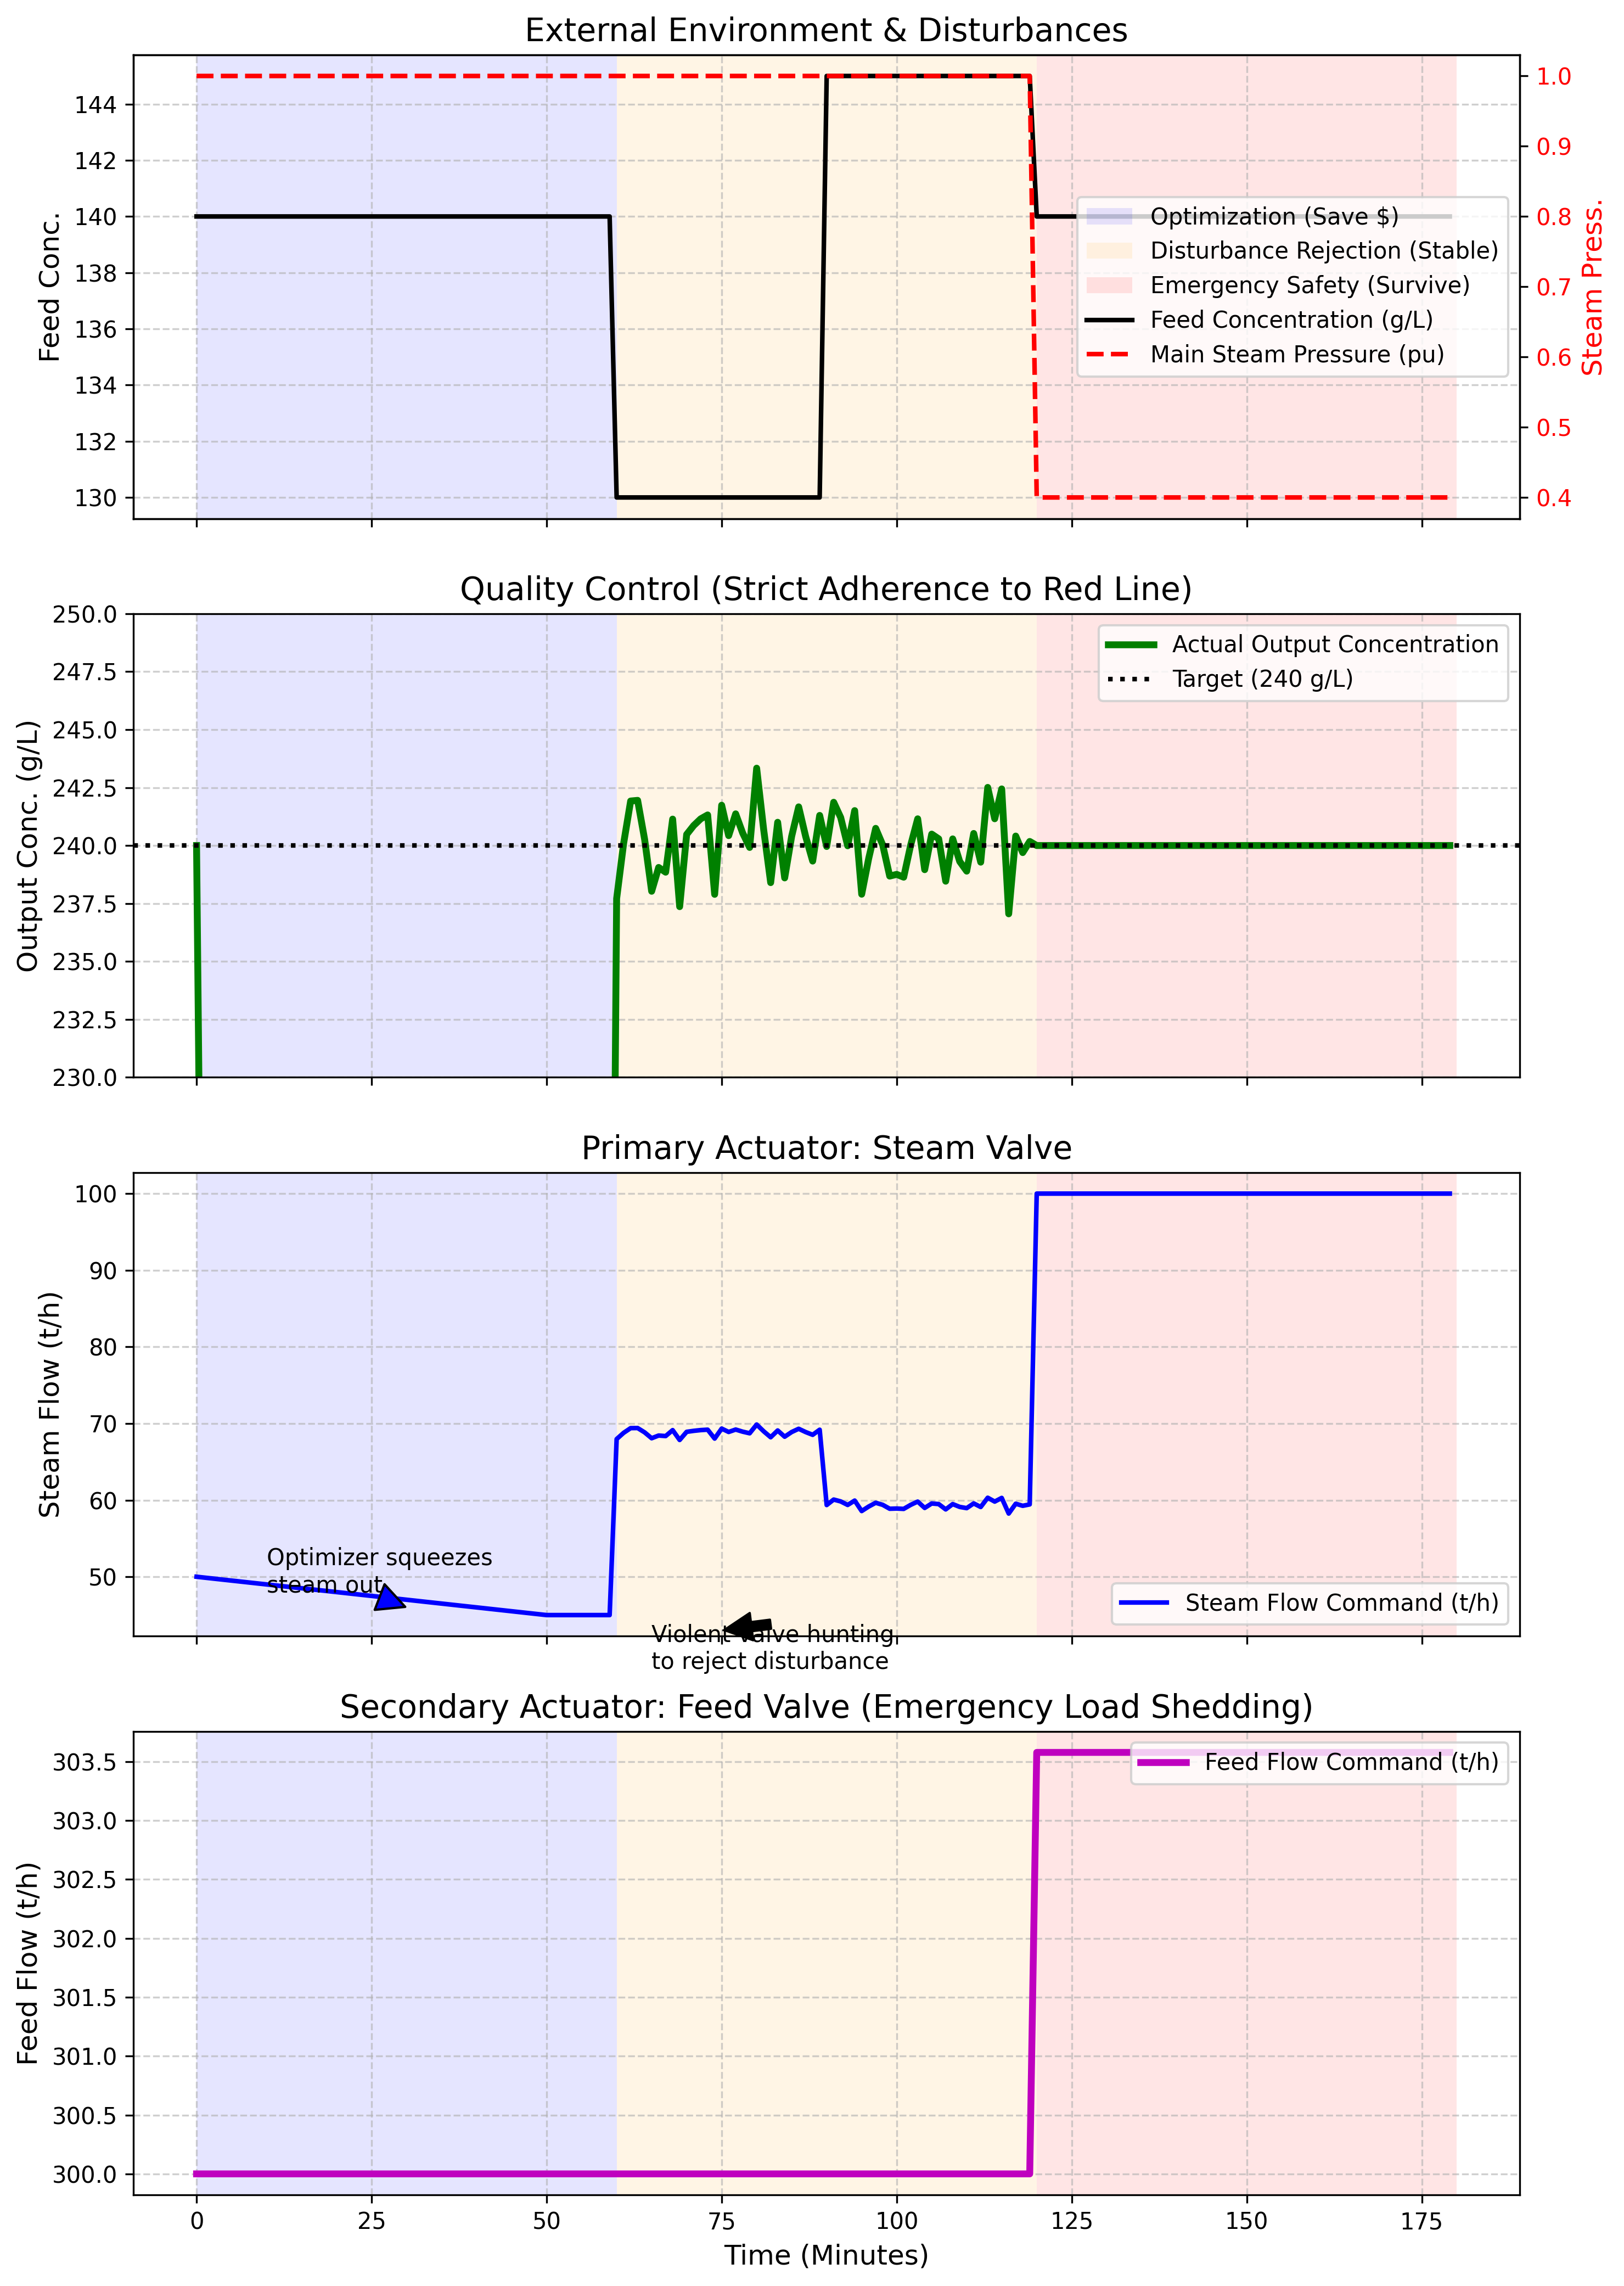 External Environment & Disturbances
Feed Conc.
144
142
140
138
136
134
132
130
1.0
0.9
0.8
0.7
0.6
0.5
0.4
Steam Press.
Optimization (Save $)
Disturbance Rejection (Stable)
Emergency Safety (Survive)
Feed Concentration (g/L)
Main Steam Pressure (pu)
Quality Control (Strict Adherence to Red Line)
Output Conc. (g/L)
250.0
247.5
245.0
242.5
240.0
237.5
235.0
232.5
230.0
Actual Output Concentration
Target (240 g/L)
Primary Actuator: Steam Valve
Steam Flow (t/h)
100
90
80
70
60
50
Optimizer squeezes
steam out
Violent valve hunting
to reject disturbance
Steam Flow Command (t/h)
Secondary Actuator: Feed Valve (Emergency Load Shedding)
Feed Flow (t/h)
303.5
303.0
302.5
302.0
301.5
301.0
300.5
300.0
Feed Flow Command (t/h)
0 25 50 75 100 125 150 175
Time (Minutes)